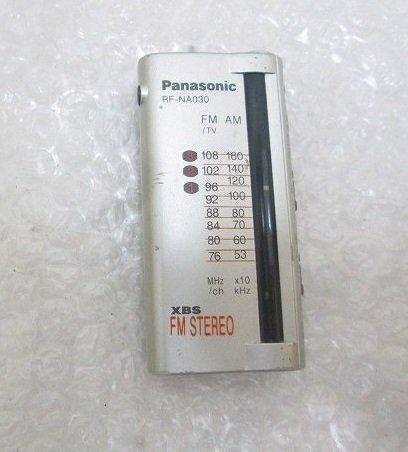 Panasonic
RF-NA030
FM AM
/TV
3 108 160
2 102 140
120
1 96
100
92
88 80
84 70
80 60
76 53
MHz x10
/ch kHz
XBS
FM STEREO